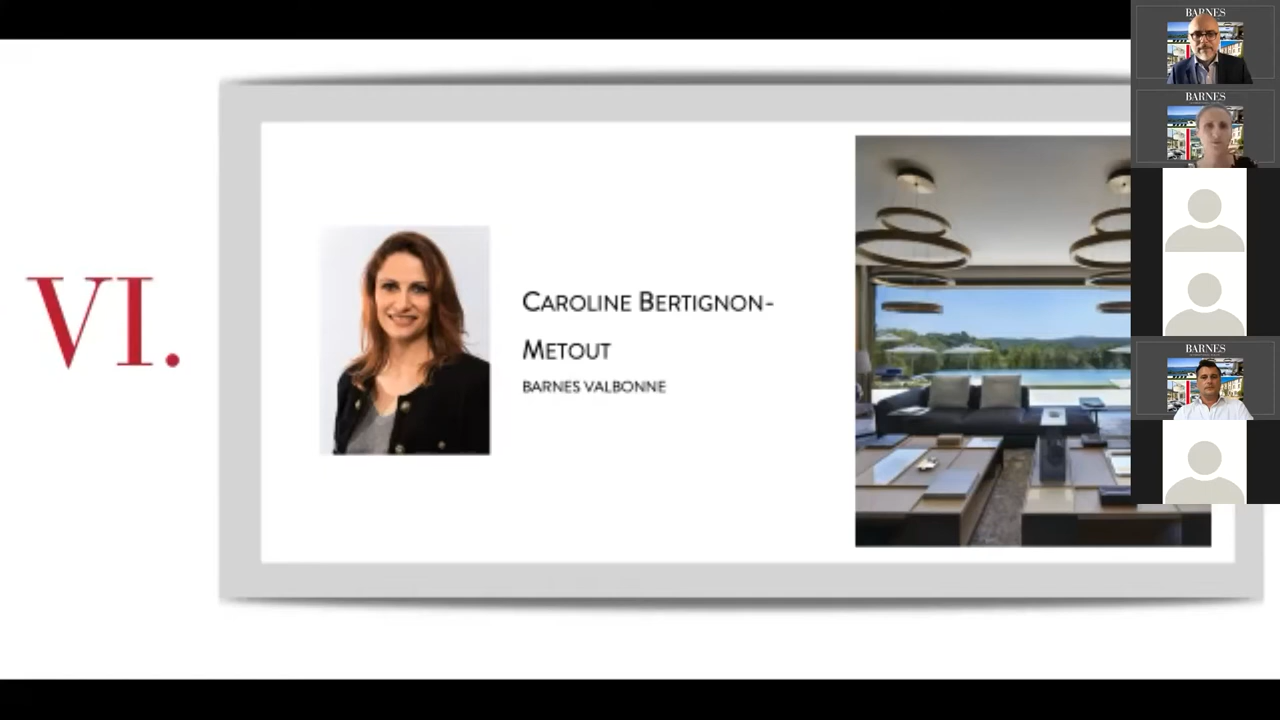 VI.
CAROLINE BERTIGNON-
METOUT
BARNES VALBONNE
BARNES
BARNES
BARNES